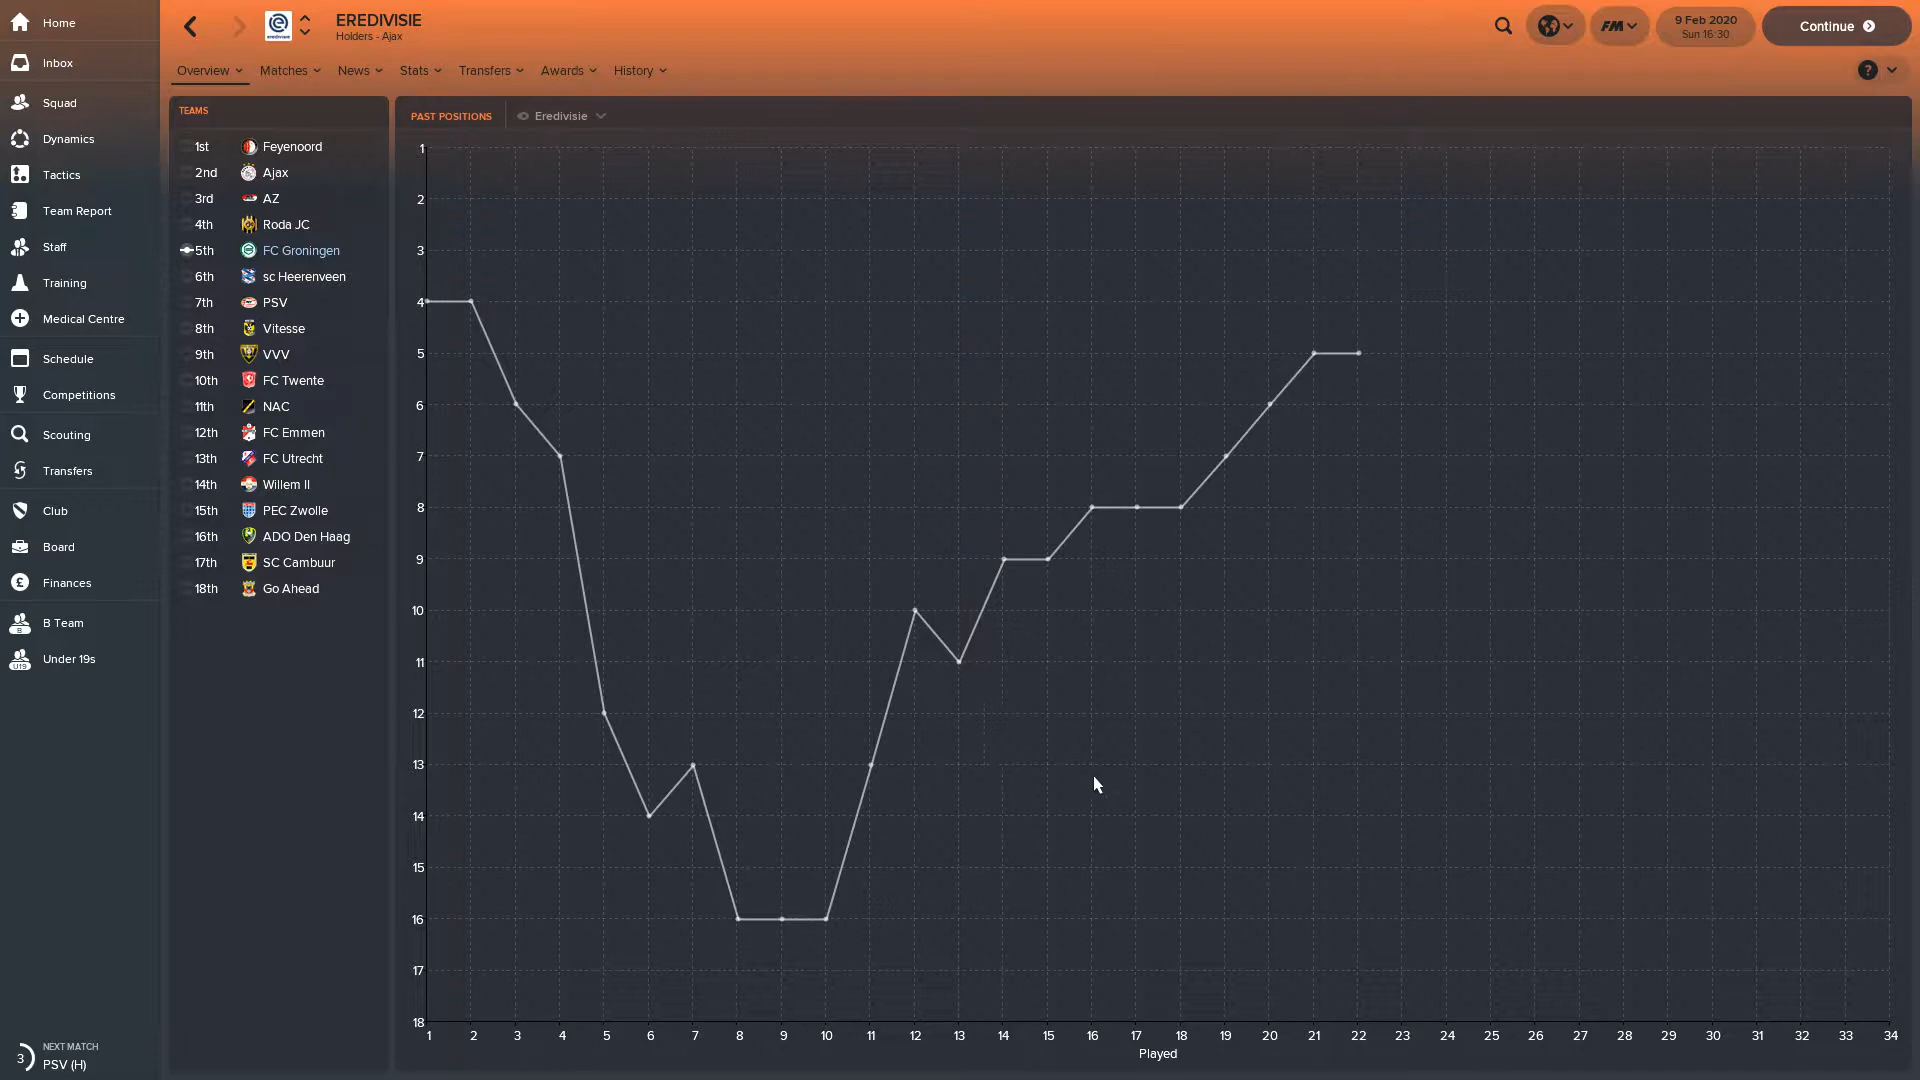 Home
Inbox
Squad
Dynamics
Tactics
Team Report
Staff
Training
Medical Centre
Schedule
Competitions
Scouting
Transfers
Club
Board
£ Finances
B B Team
U19 Under 19s
3 NEXT MATCH
PSV (H)
EREDIVISIE
Holders - Ajax
FM
9 Feb 2020
Sun 16:30
Continue
Overview Matches News Stats Transfers Awards History
?
TEAMS
1st Feyenoord
2nd Ajax
3rd AZ
4th Roda JC
5th FC Groningen
6th sc Heerenveen
7th PSV
8th Vitesse
9th VVV
10th FC Twente
11th NAC
12th FC Emmen
13th FC Utrecht
14th Willem II
15th PEC Zwolle
16th ADO Den Haag
17th SC Cambuur
18th Go Ahead
PAST POSITIONS Eredivisie
1
2
3
4
5
6
7
8
9
10
11
12
13
14
15
16
17
18
1 2 3 4 5 6 7 8 9 10 11 12 13 14 15 16 17 18 19 20 21 22 23 24 25 26 27 28 29 30 31 32 33 34
Played